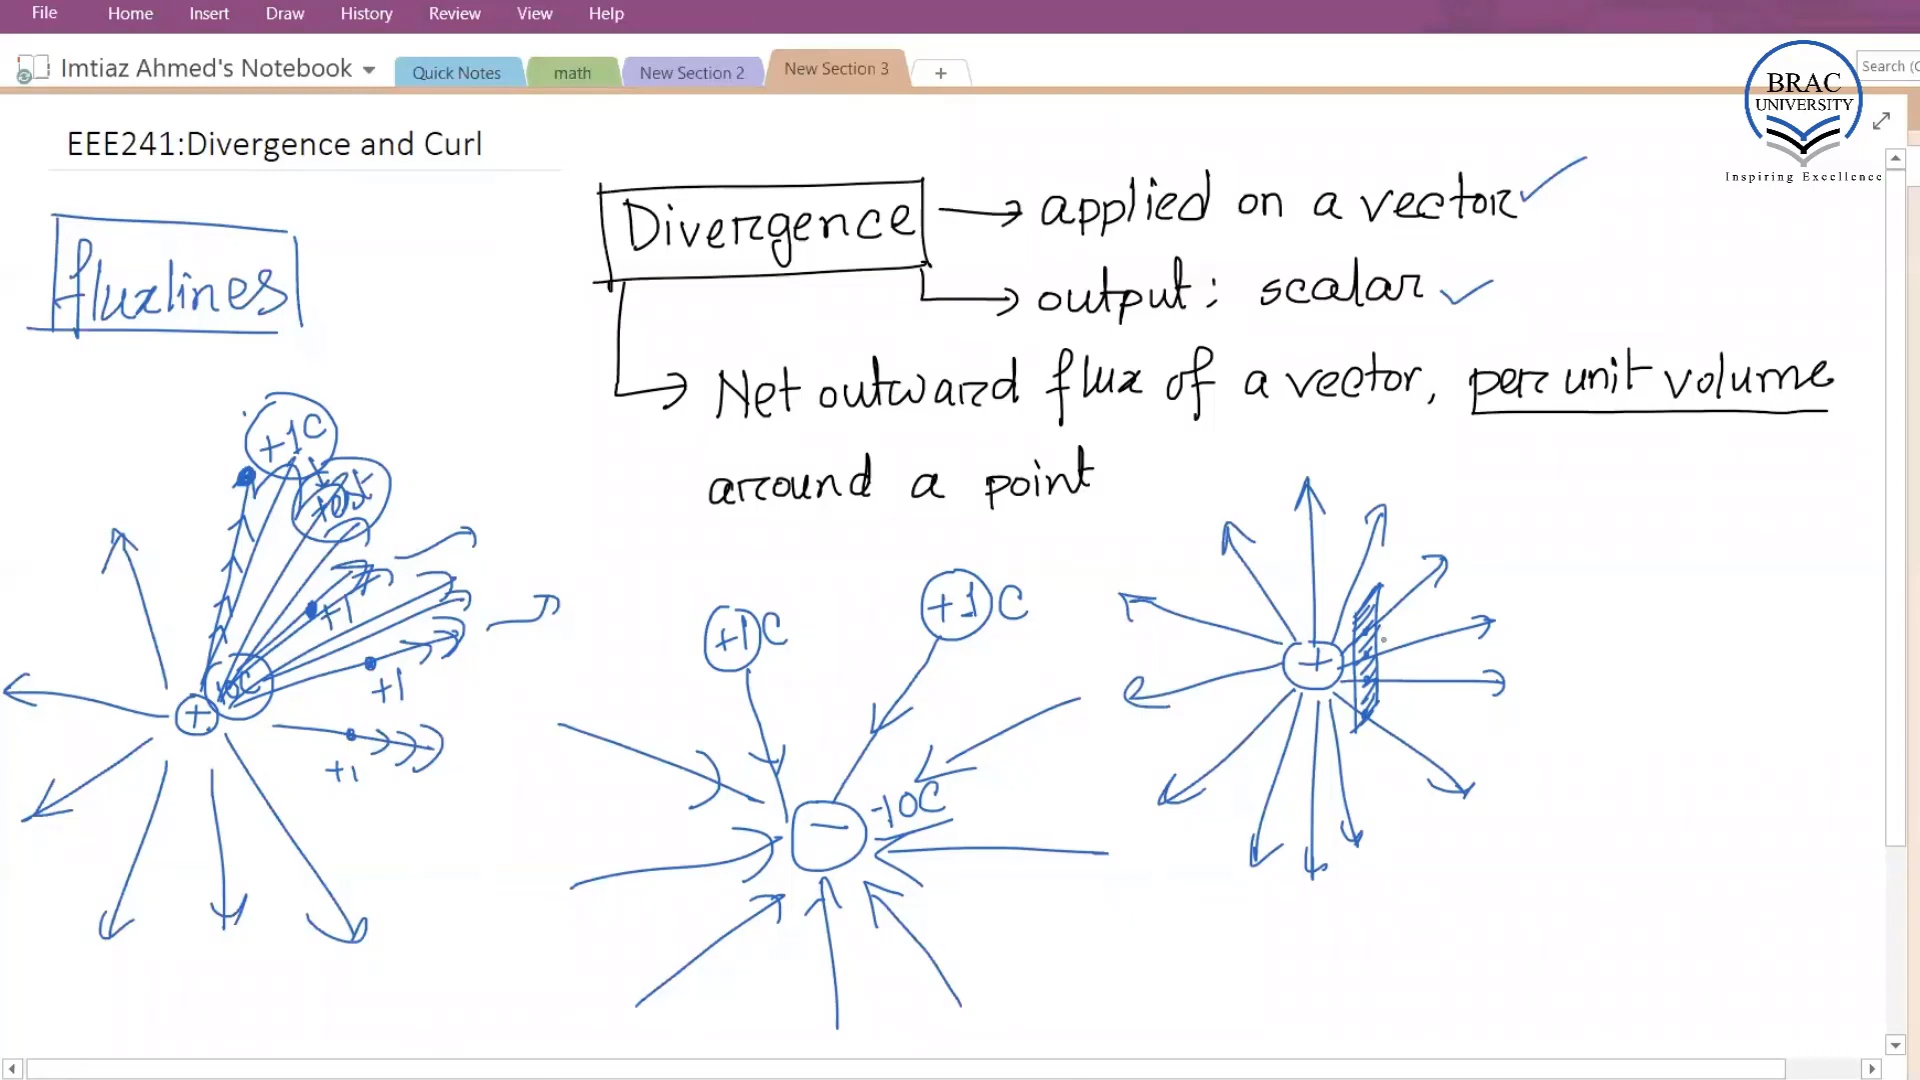 File Home Insert Draw History Review View Help
Imtiaz Ahmed's Notebook Quick Notes math New Section 2 New Section 3 +
BRAC
UNIVERSITY
Inspiring Excellence
Search (C
EEE241:Divergence and Curl
fluxlines
Divergence → applied on a vector ✓
→ output: scalar ✓
→ Net outward flux of a vector, per unit volume
around a point
+1C
+1
+1
+
+1
+1C
+1C
-10C
−
+